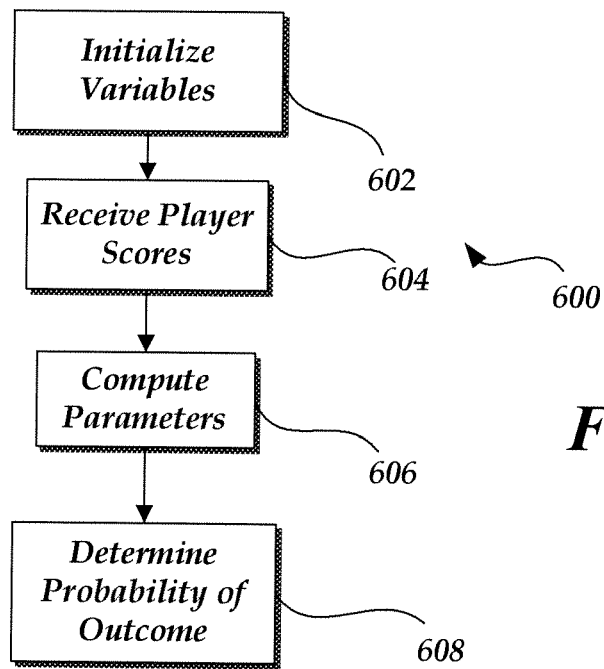 Initialize
Variables
602
Receive Player
Scores
604
600
Compute
Parameters
606
F
Determine
Probability of
Outcome
608